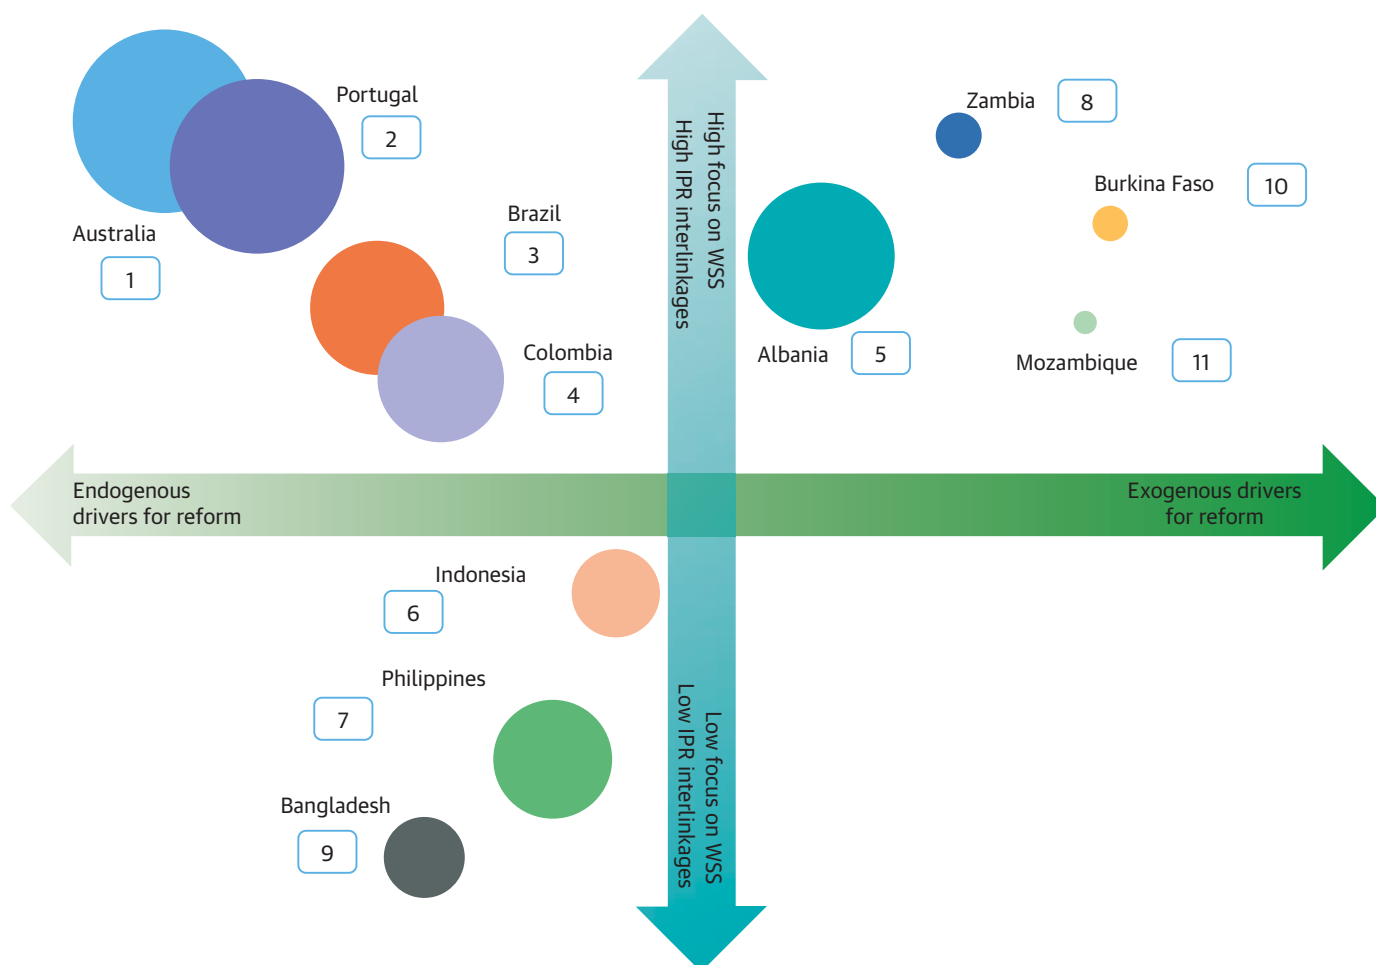 Portugal
2
Australia
1
Brazil
3
Colombia
4
High focus on WSS
High IPR interlinkages
Zambia
8
Burkina Faso
10
Albania
5
Mozambique
11
Endogenous
drivers for reform
Exogenous drivers
for reform
Indonesia
6
Philippines
7
Bangladesh
9
Low focus on WSS
Low IPR interlinkages